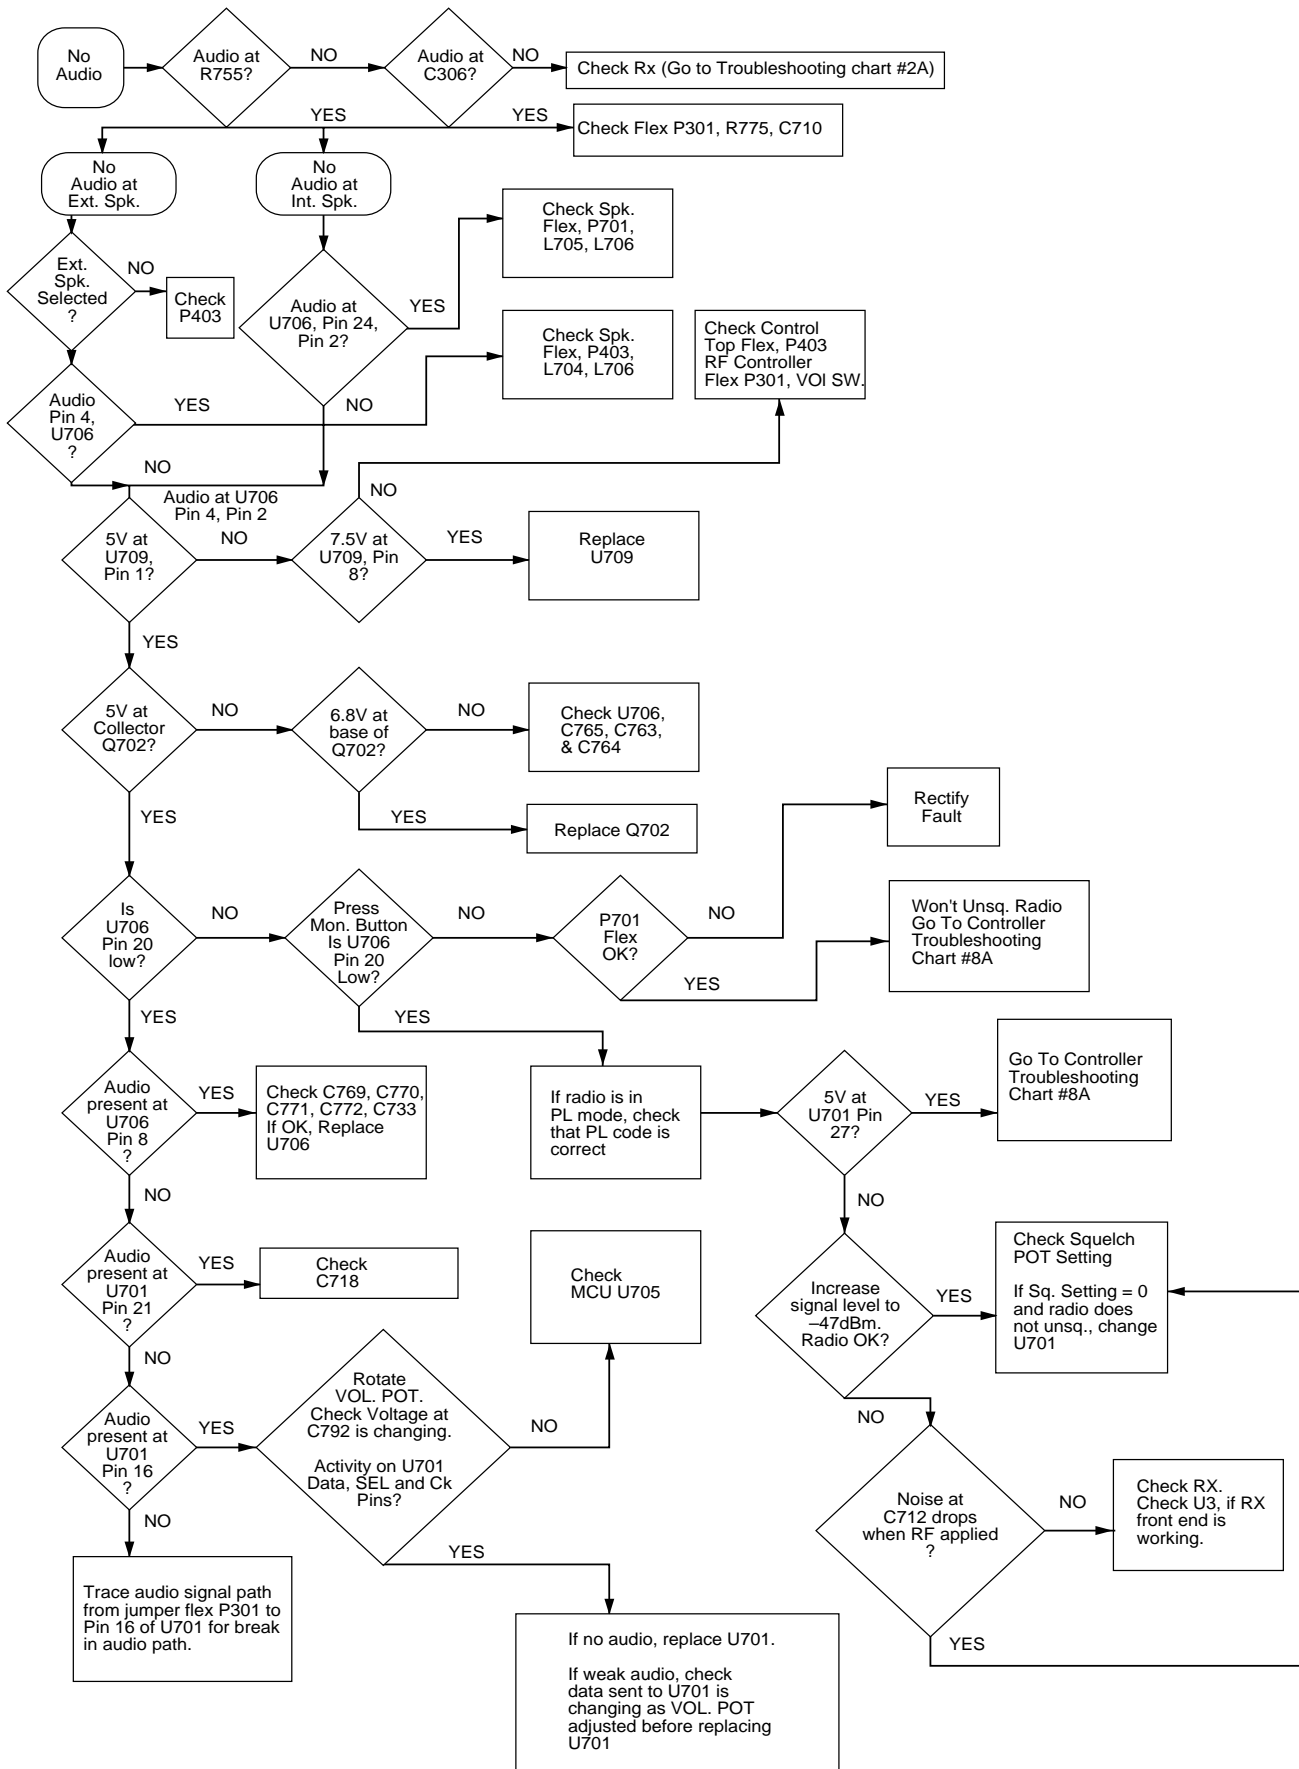 No
Audio
Audio at
R755?
NO
Audio at
C306?
NO
Check Rx (Go to Troubleshooting chart #2A)
YES
YES
Check Flex P301, R775, C710
No
Audio at
Ext. Spk.
No
Audio at
Int. Spk.
Check Spk.
Flex, P701,
L705, L706
Ext.
Spk.
Selected
?
NO
Check
P403
Audio at
U706, Pin 24,
Pin 2?
YES
Check Spk.
Flex, P403,
L704, L706
Check Control
Top Flex, P403
RF Controller
Flex P301, VOl SW.
Audio
Pin 4,
U706
?
YES
NO
NO
Audio at U706
Pin 4, Pin 2
NO
5V at
U709,
Pin 1?
NO
7.5V at
U709, Pin
8?
YES
Replace
U709
YES
5V at
Collector
Q702?
NO
6.8V at
base of
Q702?
NO
Check U706,
C765, C763,
& C764
YES
YES
Replace Q702
Rectify
Fault
Is
U706
Pin 20
low?
NO
Press
Mon. Button
Is U706
Pin 20
Low?
NO
P701
Flex
OK?
NO
Won't Unsq. Radio
Go To Controller
Troubleshooting
Chart #8A
YES
YES
YES
Audio
present at
U706
Pin 8
?
YES
Check C769, C770,
C771, C772, C733
If OK, Replace
U706
If radio is in
PL mode, check
that PL code is
correct
5V at
U701 Pin
27?
YES
Go To Controller
Troubleshooting
Chart #8A
NO
NO
Audio
present at
U701
Pin 21
?
YES
Check
C718
Check
MCU U705
Increase
signal level to
–47dBm.
Radio OK?
YES
Check Squelch
POT Setting
If Sq. Setting = 0
and radio does
not unsq., change
U701
NO
NO
Audio
present at
U701
Pin 16
?
YES
Rotate
VOL. POT.
Check Voltage at
C792 is changing.
Activity on U701
Data, SEL and Ck
Pins?
NO
Noise at
C712 drops
when RF applied
?
NO
Check RX.
Check U3, if RX
front end is
working.
NO
YES
YES
Trace audio signal path
from jumper flex P301 to
Pin 16 of U701 for break
in audio path.
If no audio, replace U701.
If weak audio, check
data sent to U701 is
changing as VOL. POT
adjusted before replacing
U701